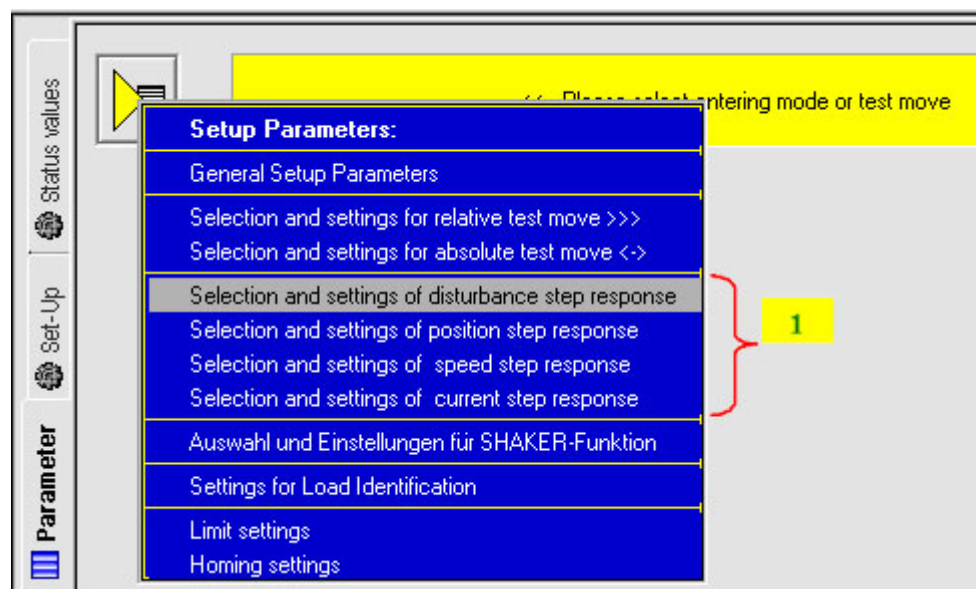 Status values
Set-Up
Parameter
<< Please select entering mode or test move
Setup Parameters:
General Setup Parameters
Selection and settings for relative test move >>>
Selection and settings for absolute test move <->
Selection and settings of disturbance step response
Selection and settings of position step response
Selection and settings of speed step response
Selection and settings of current step response
Auswahl und Einstellungen für SHAKER-Funktion
Settings for Load Identification
Limit settings
Homing settings
1